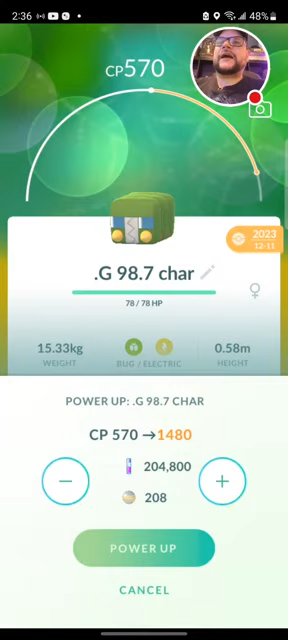 2:36
48%
CP570
2023
12-11
.G 98.7 char
78 / 78 HP
15.33kg
WEIGHT
BUG / ELECTRIC
0.58m
HEIGHT
POWER UP: .G 98.7 CHAR
CP 570 →1480
204,800
208
POWER UP
CANCEL